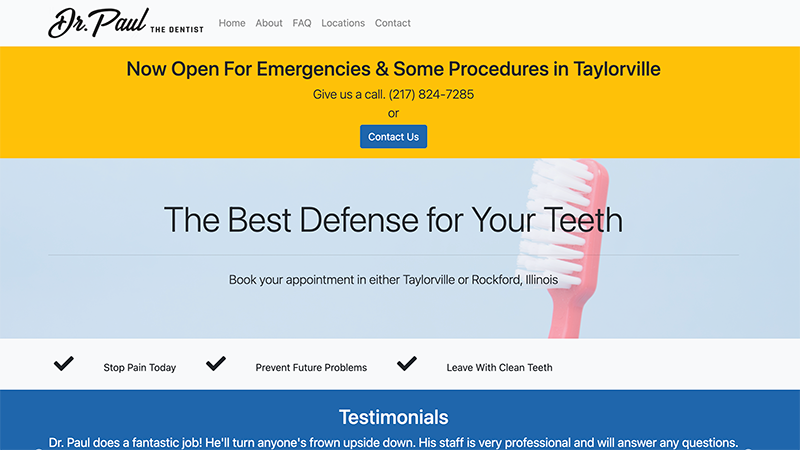 Dr. Paul THE DENTIST
Home About FAQ Locations Contact
Now Open For Emergencies & Some Procedures in Taylorville
Give us a call. (217) 824-7285
or
Contact Us
The Best Defense for Your Teeth
Book your appointment in either Taylorville or Rockford, Illinois
Stop Pain Today
Prevent Future Problems
Leave With Clean Teeth
Testimonials
Dr. Paul does a fantastic job! He'll turn anyone's frown upside down. His staff is very professional and will answer any questions.